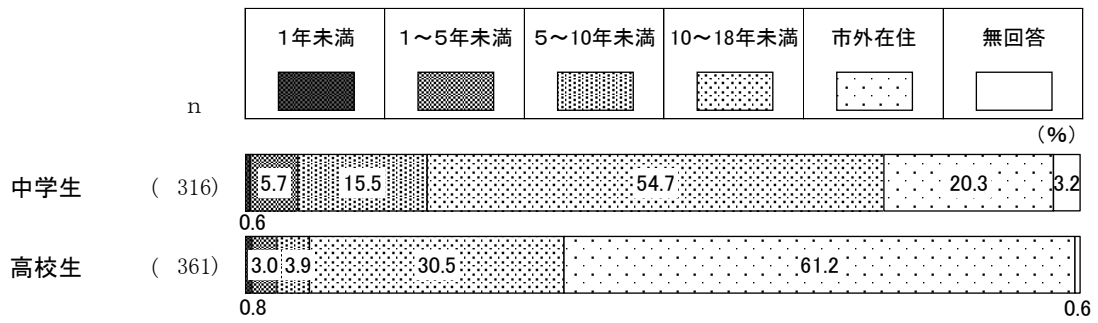 1年未満 1～5年未満 5～10年未満 10～18年未満 市外在住 無回答
n
(%)
中学生 ( 316) 5.7 15.5 54.7 20.3 3.2
0.6
高校生 ( 361) 3.0 3.9 30.5 61.2
0.8 0.6